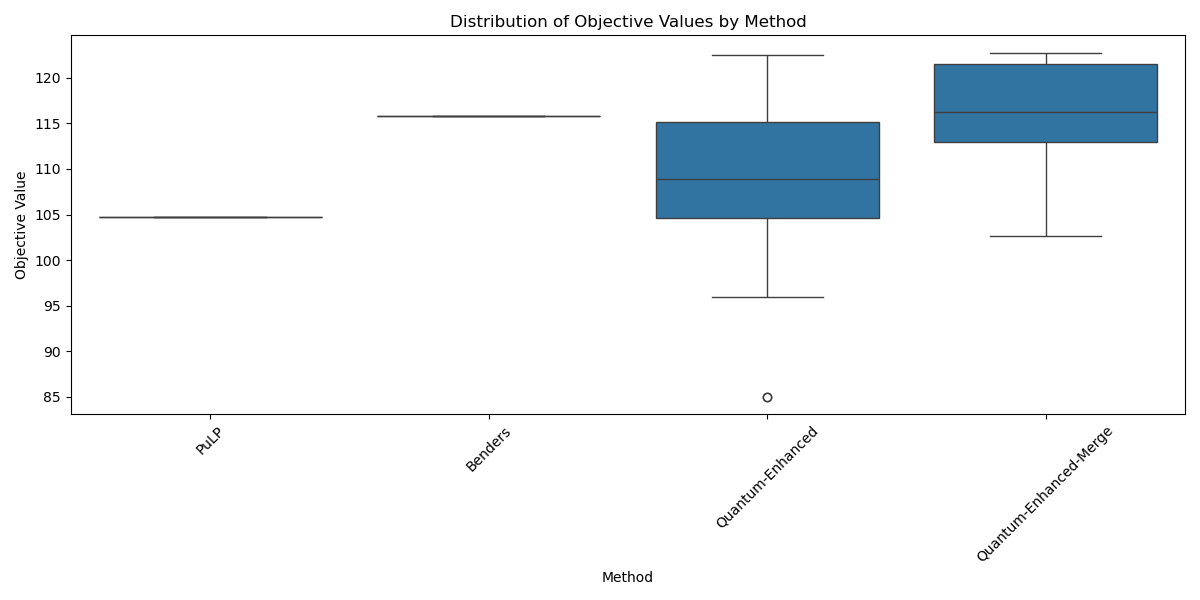 Distribution of Objective Values by Method
Objective Value
120
115
110
105
100
95
90
85
PuLP
Benders
Quantum-Enhanced
Quantum-Enhanced-Merge
Method